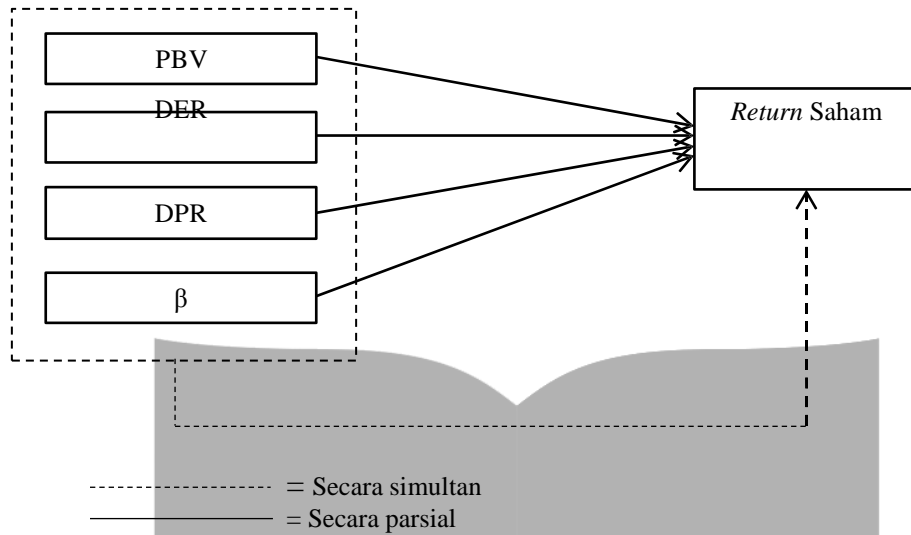 PBV
DER
Return Saham
DPR
β
= Secara simultan
= Secara parsial